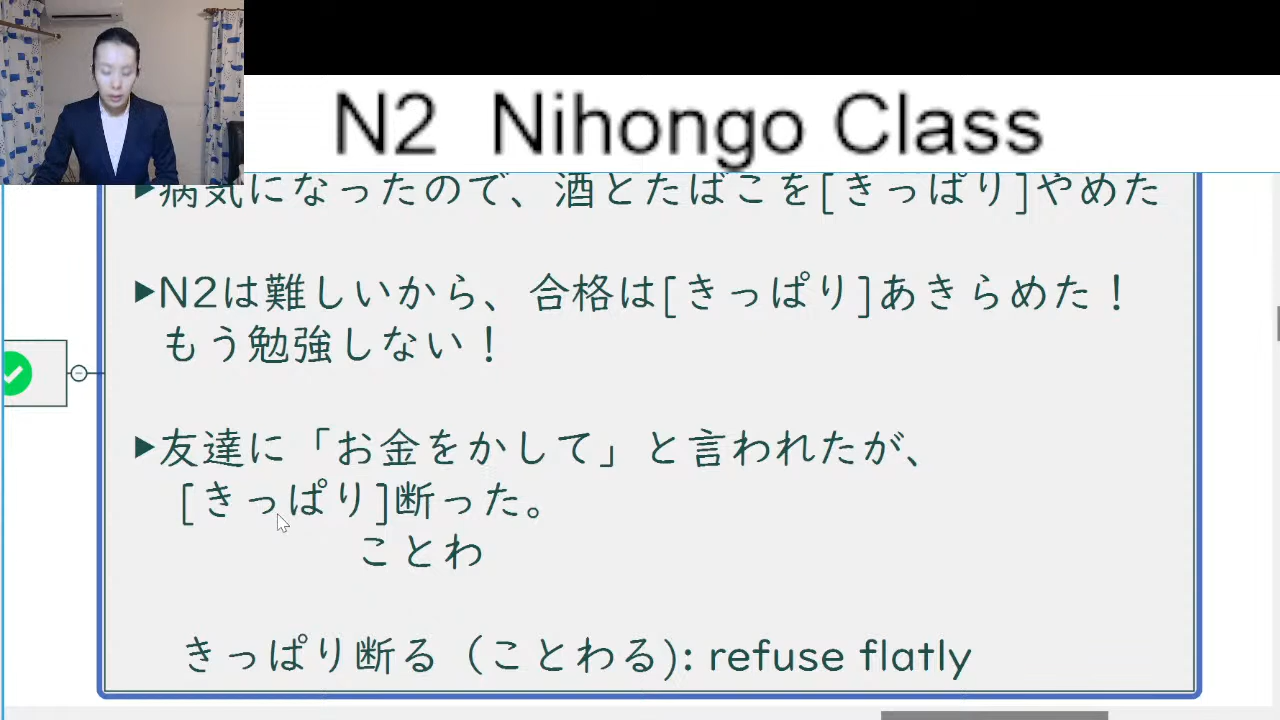 N2 Nihongo Class
▶病気になったので、酒とたばこを[きっぱり]やめた
▶N2は難しいから、合格は[きっぱり]あきらめた！
もう勉強しない！
▶友達に「お金をかして」と言われたが、
[きっぱり]断った。
ことわ
きっぱり断る（ことわる): refuse flatly